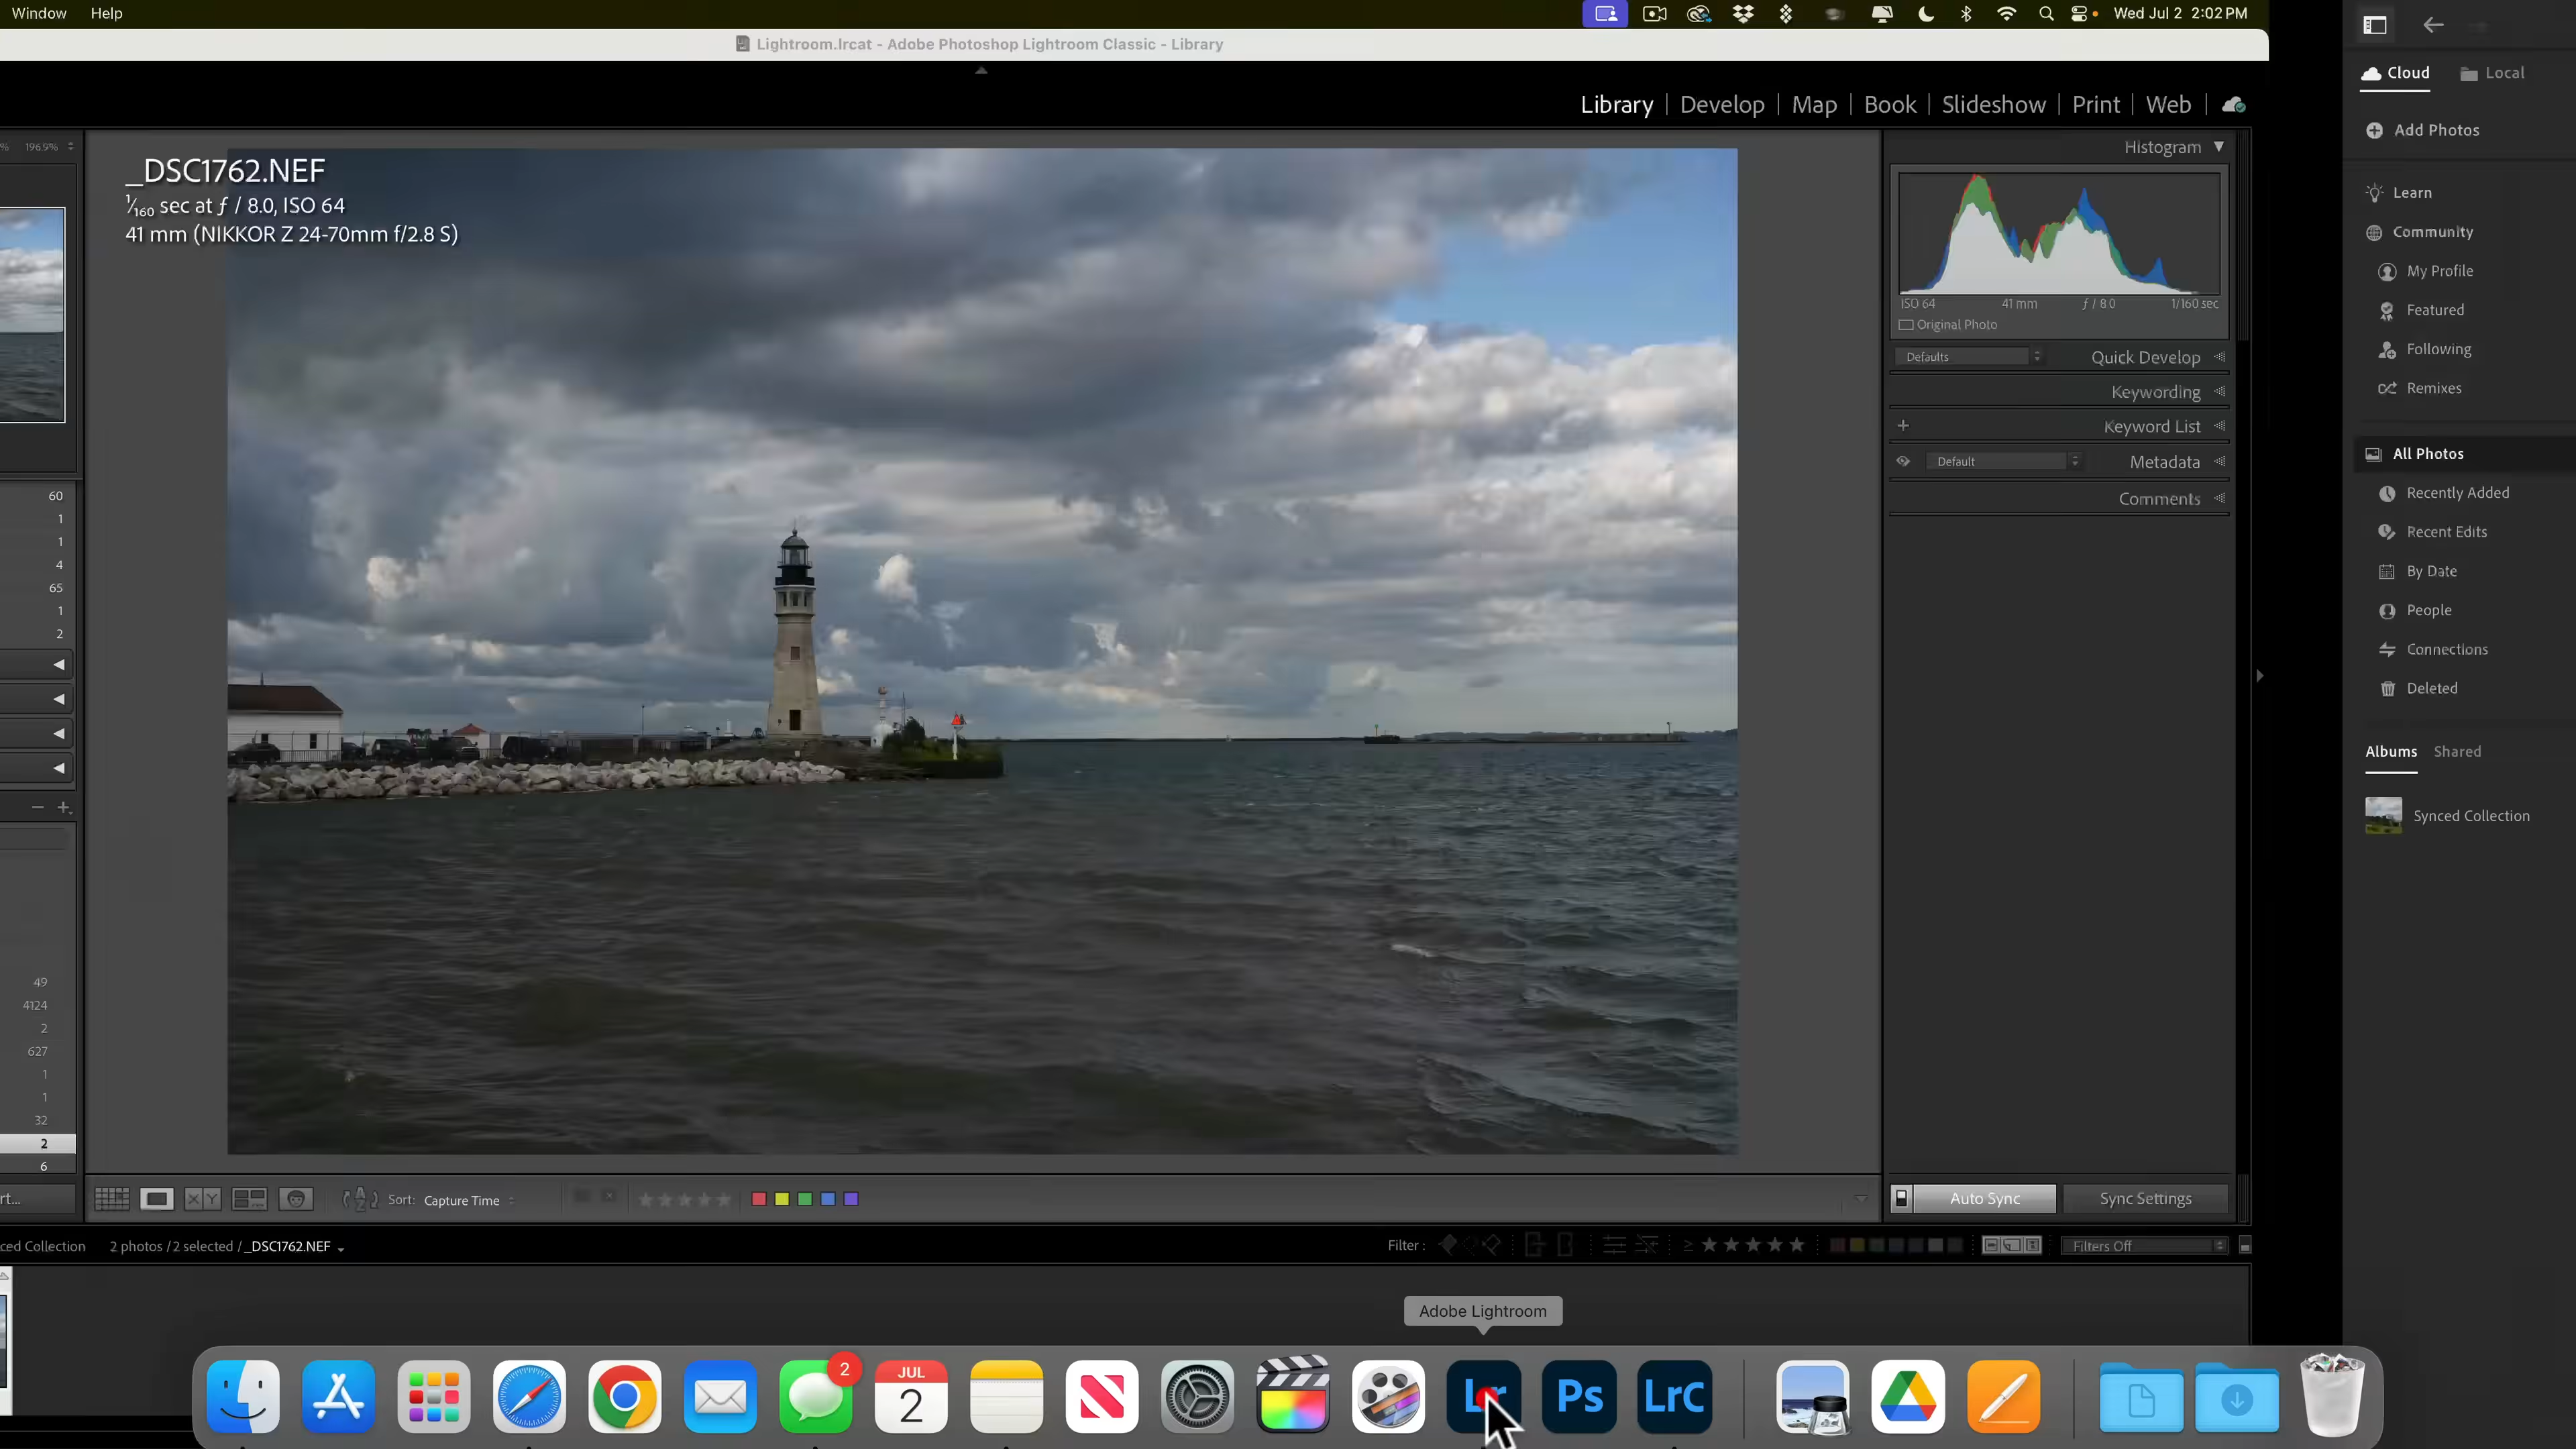 Window Help
Wed Jul 2 2:02 PM
Lightroom.lrcat - Adobe Photoshop Lightroom Classic - Library
Library | Develop | Map | Book | Slideshow | Print | Web |
196.9%
_DSC1762.NEF
1/160 sec at ƒ / 8.0, ISO 64
41 mm (NIKKOR Z 24-70mm f/2.8 S)
Histogram
ISO 64 41 mm ƒ / 8.0 1/160 sec
Original Photo
Defaults Quick Develop
Keywording
Keyword List
Default Metadata
Comments
60
1
1
4
65
1
2
49
4124
2
627
1
1
32
2
6
Sort: Capture Time
Auto Sync Sync Settings
2 photos / 2 selected / _DSC1762.NEF
Filter :
Filters Off
Cloud Local
Add Photos
Learn
Community
My Profile
Featured
Following
Remixes
All Photos
Recently Added
Recent Edits
By Date
People
Connections
Deleted
Albums Shared
Synced Collection
Adobe Lightroom
2
JUL
2
Lr
Ps
LrC